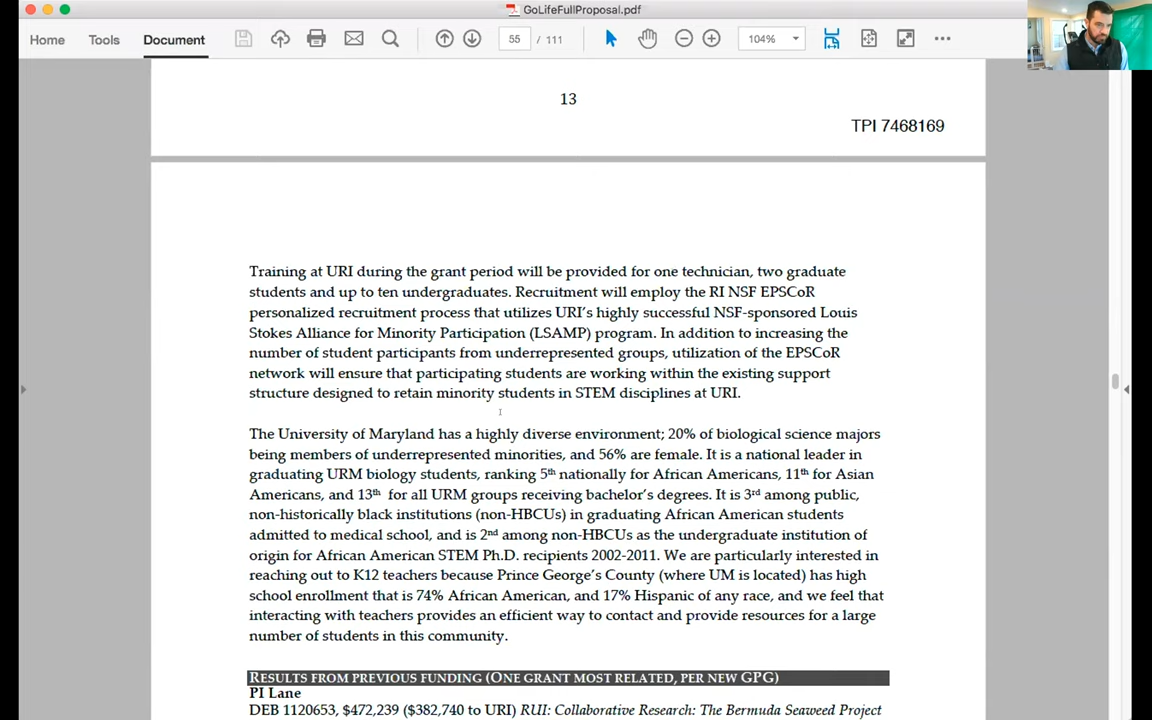 GoLifeFullProposal.pdf
Home Tools Document 55 / 111 104%
13
TPI 7468169
Training at URI during the grant period will be provided for one technician, two graduate
students and up to ten undergraduates. Recruitment will employ the RI NSF EPSCoR
personalized recruitment process that utilizes URI's highly successful NSF-sponsored Louis
Stokes Alliance for Minority Participation (LSAMP) program. In addition to increasing the
number of student participants from underrepresented groups, utilization of the EPSCoR
network will ensure that participating students are working within the existing support
structure designed to retain minority students in STEM disciplines at URI.
The University of Maryland has a highly diverse environment; 20% of biological science majors
being members of underrepresented minorities, and 56% are female. It is a national leader in
graduating URM biology students, ranking 5th nationally for African Americans, 11th for Asian
Americans, and 13th for all URM groups receiving bachelor's degrees. It is 3rd among public,
non-historically black institutions (non-HBCUs) in graduating African American students
admitted to medical school, and is 2nd among non-HBCUs as the undergraduate institution of
origin for African American STEM Ph.D. recipients 2002-2011. We are particularly interested in
reaching out to K12 teachers because Prince George's County (where UM is located) has high
school enrollment that is 74% African American, and 17% Hispanic of any race, and we feel that
interacting with teachers provides an efficient way to contact and provide resources for a large
number of students in this community.
RESULTS FROM PREVIOUS FUNDING (ONE GRANT MOST RELATED, PER NEW GPG)
PI Lane
DEB 1120653, $472,239 ($382,740 to URI) RUI: Collaborative Research: The Bermuda Seaweed Project